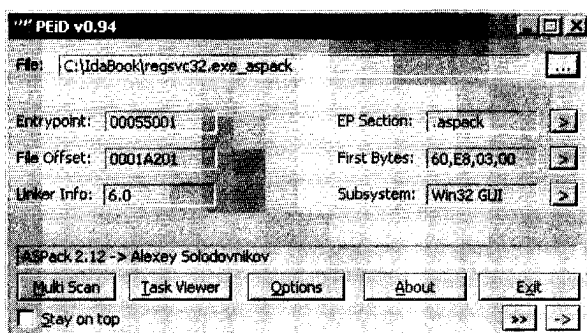 PEiD v0.94
File: C:\IdaBook\regsvc32.exe_aspack ...
Entrypoint: 00055001 EP Section: .aspack >
File Offset: 0001A201 First Bytes: 60,E8,03,00 >
Linker Info: 6.0 Subsystem: Win32 GUI >
ASPack 2.12 -> Alexey Solodovnikov
Multi Scan Task Viewer Options About Exit
Stay on top >> ->